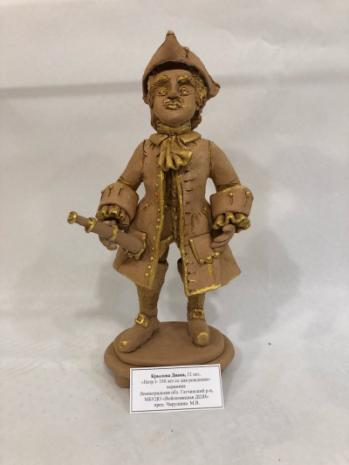 Краснова Диана, 12 лет,
«Петр I- 350 лет со дня рождения»
керамика
Ленинградская обл. Гатчинский р-н,
МБУДО «Войсковицкая ДШИ»
преп. М.В.